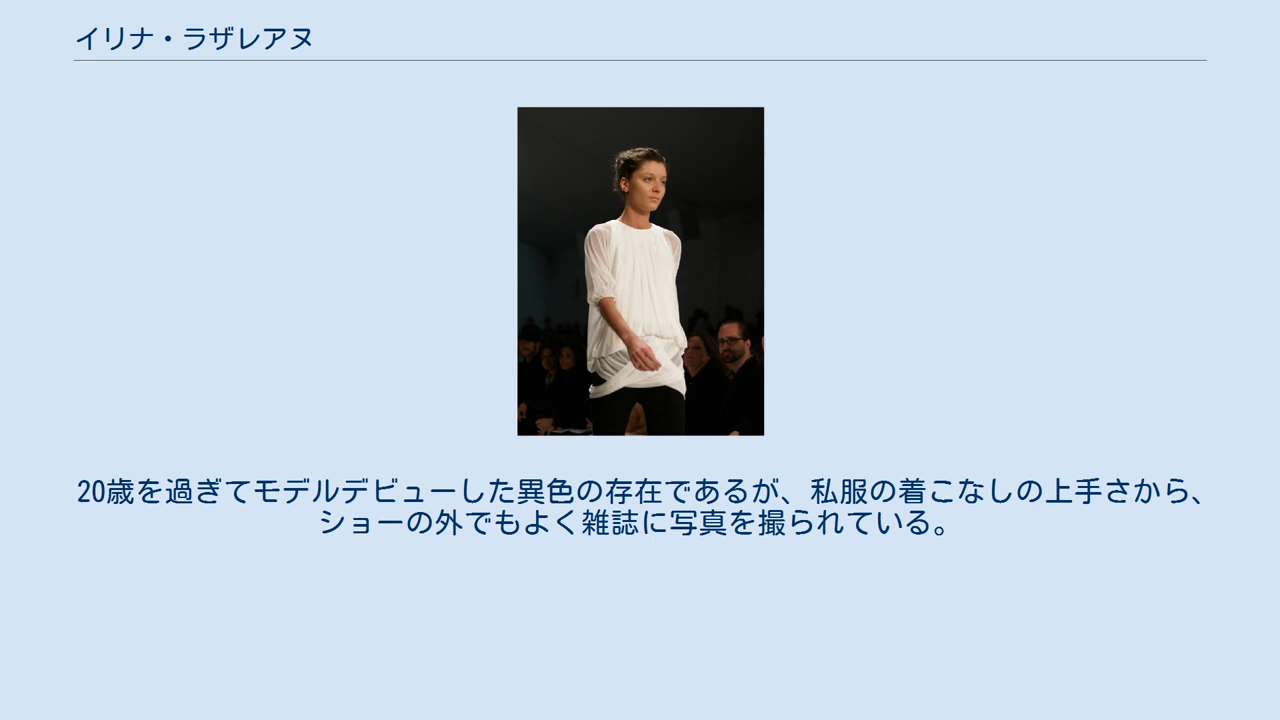 イリナ・ラザレアヌ
20歳を過ぎてモデルデビューした異色の存在であるが、私服の着こなしの上手さから、
ショーの外でもよく雑誌に写真を撮られている。